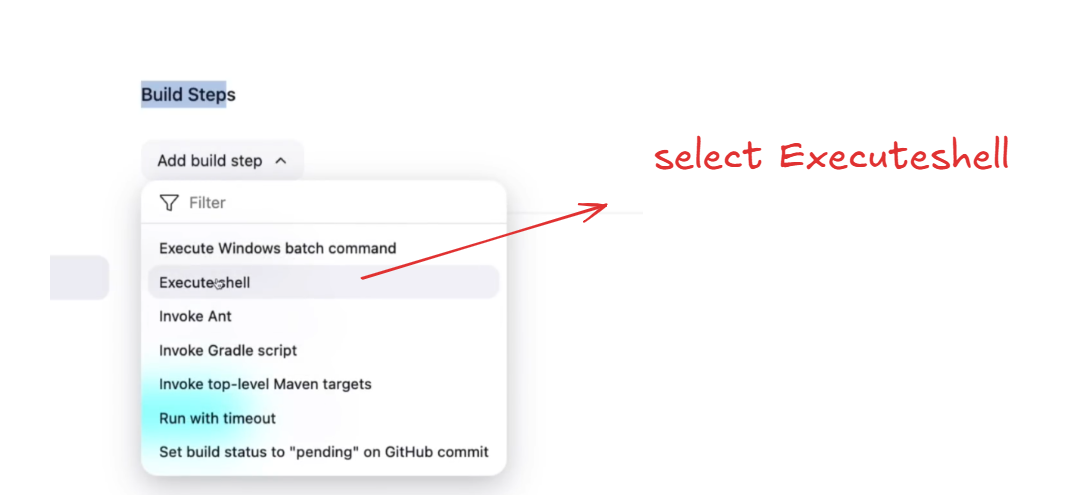 Build Steps
Add build step
select Executeshell
Filter
Execute Windows batch command
Execute shell
Invoke Ant
Invoke Gradle script
Invoke top-level Maven targets
Run with timeout
Set build status to "pending" on GitHub commit